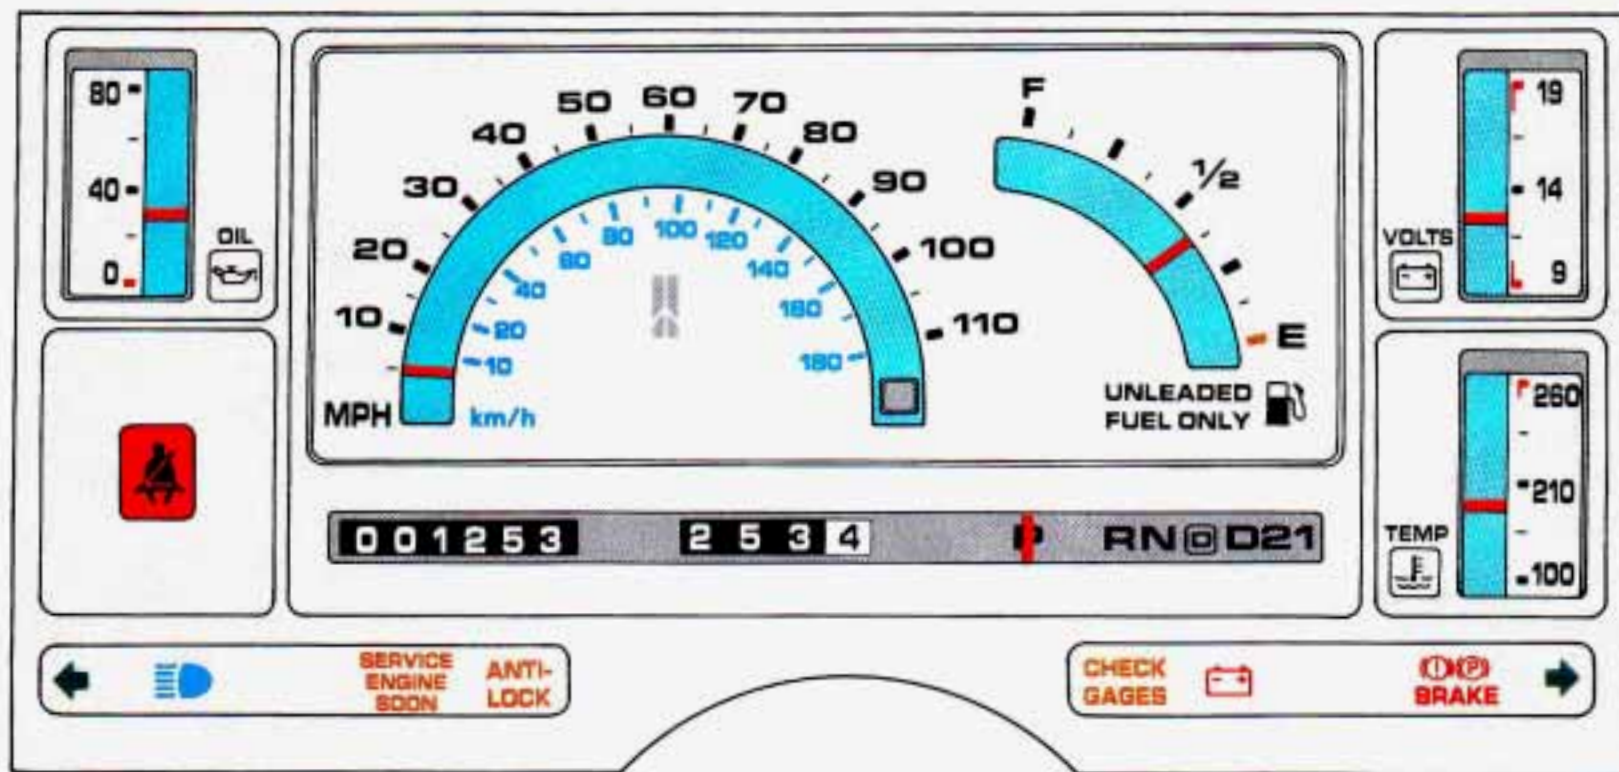 80
40
0
OIL
10
20
30
40
50
60
70
80
90
100
110
MPH
10
20
40
60
80
100
120
140
160
180
km/h
F
1/2
E
UNLEADED
FUEL ONLY
19
14
9
VOLTS
260
210
100
TEMP
001253
2534
P RN D D21
SERVICE
ENGINE
SOON
ANTI-
LOCK
CHECK
GAGES
(!) (P)
BRAKE